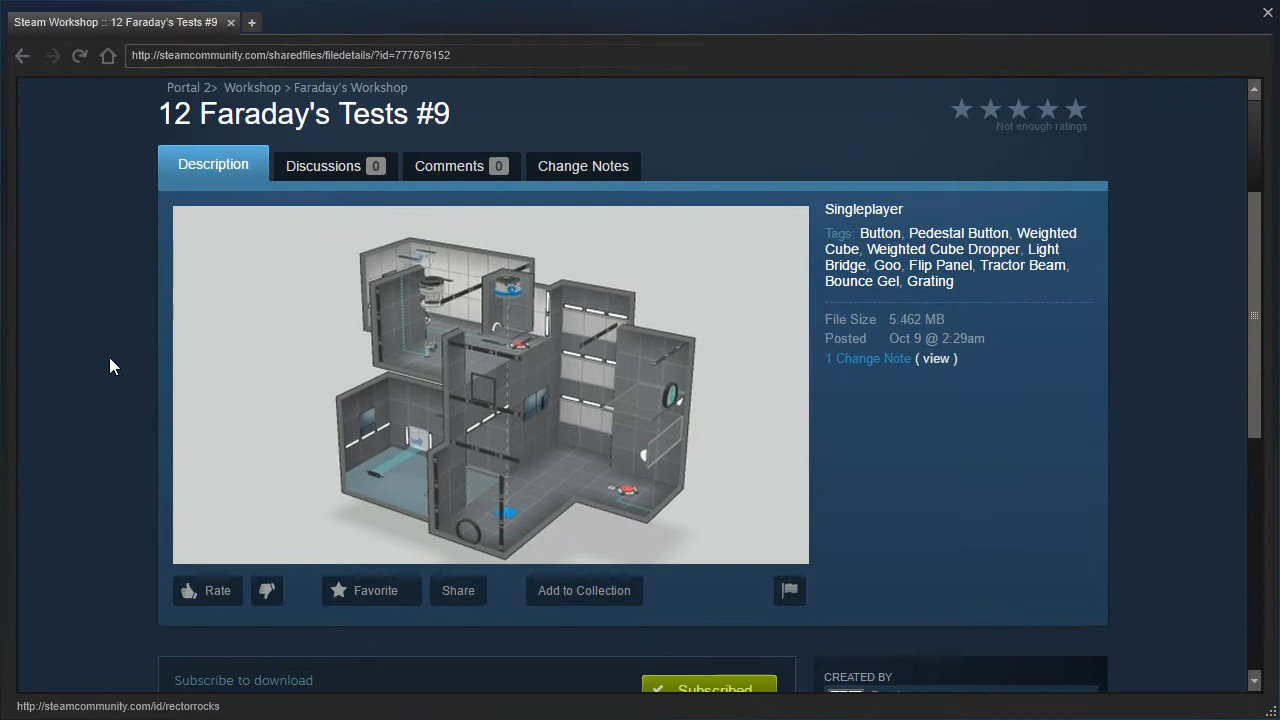 Steam Workshop :: 12 Faraday's Tests #9
http://steamcommunity.com/sharedfiles/filedetails/?id=777676152
Portal 2> Workshop > Faraday's Workshop
12 Faraday's Tests #9
Not enough ratings
Description
Discussions 0
Comments 0
Change Notes
Singleplayer
Tags: Button, Pedestal Button, Weighted
Cube, Weighted Cube Dropper, Light
Bridge, Goo, Flip Panel, Tractor Beam,
Bounce Gel, Grating
File Size 5.462 MB
Posted Oct 9 @ 2:29am
1 Change Note ( view )
Rate
Favorite
Share
Add to Collection
Subscribe to download
Subscribed
CREATED BY
http://steamcommunity.com/id/rectorrocks